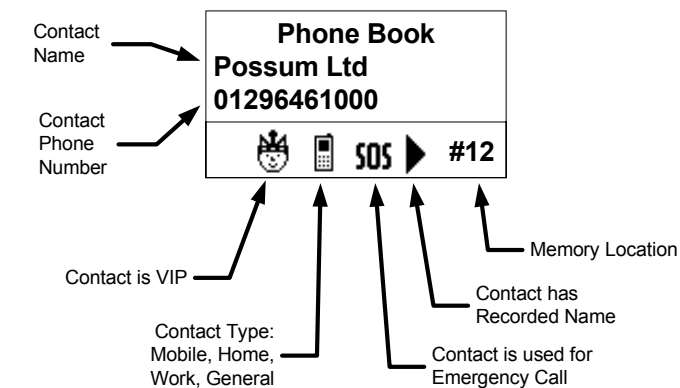 Contact
Name
Phone Book
Possum Ltd
01296461000
Contact
Phone
Number
SOS
#12
Memory Location
Contact is VIP
Contact has
Recorded Name
Contact Type:
Mobile, Home,
Work, General
Contact is used for
Emergency Call